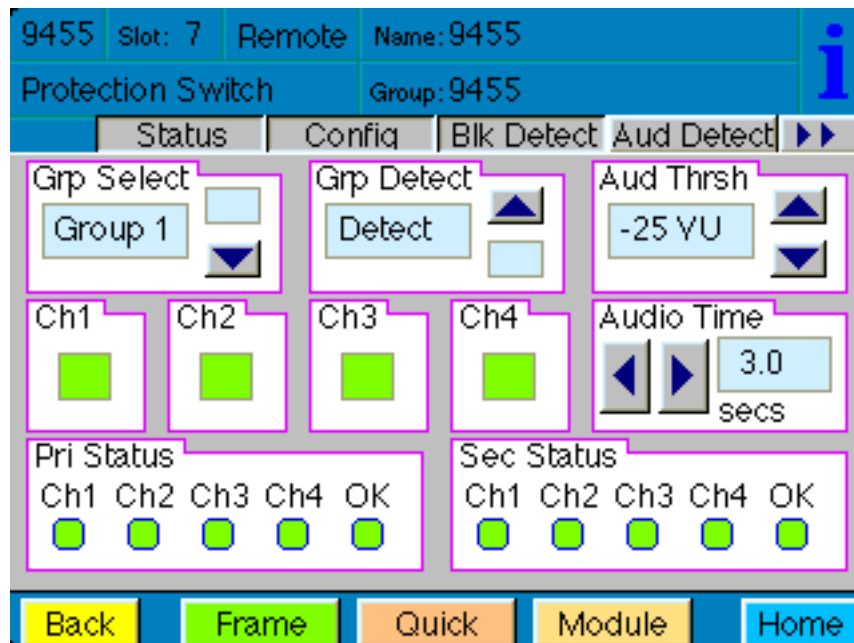 9455 Slot: 7 Remote Name: 9455
Protection Switch Group: 9455
Status Config Blk Detect Aud Detect
Grp Select Grp Detect Aud Thrsh
Group 1 Detect -25 VU
Ch1 Ch2 Ch3 Ch4 Audio Time
3.0
secs
Pri Status Sec Status
Ch1 Ch2 Ch3 Ch4 OK Ch1 Ch2 Ch3 Ch4 OK
Back Frame Quick Module Home